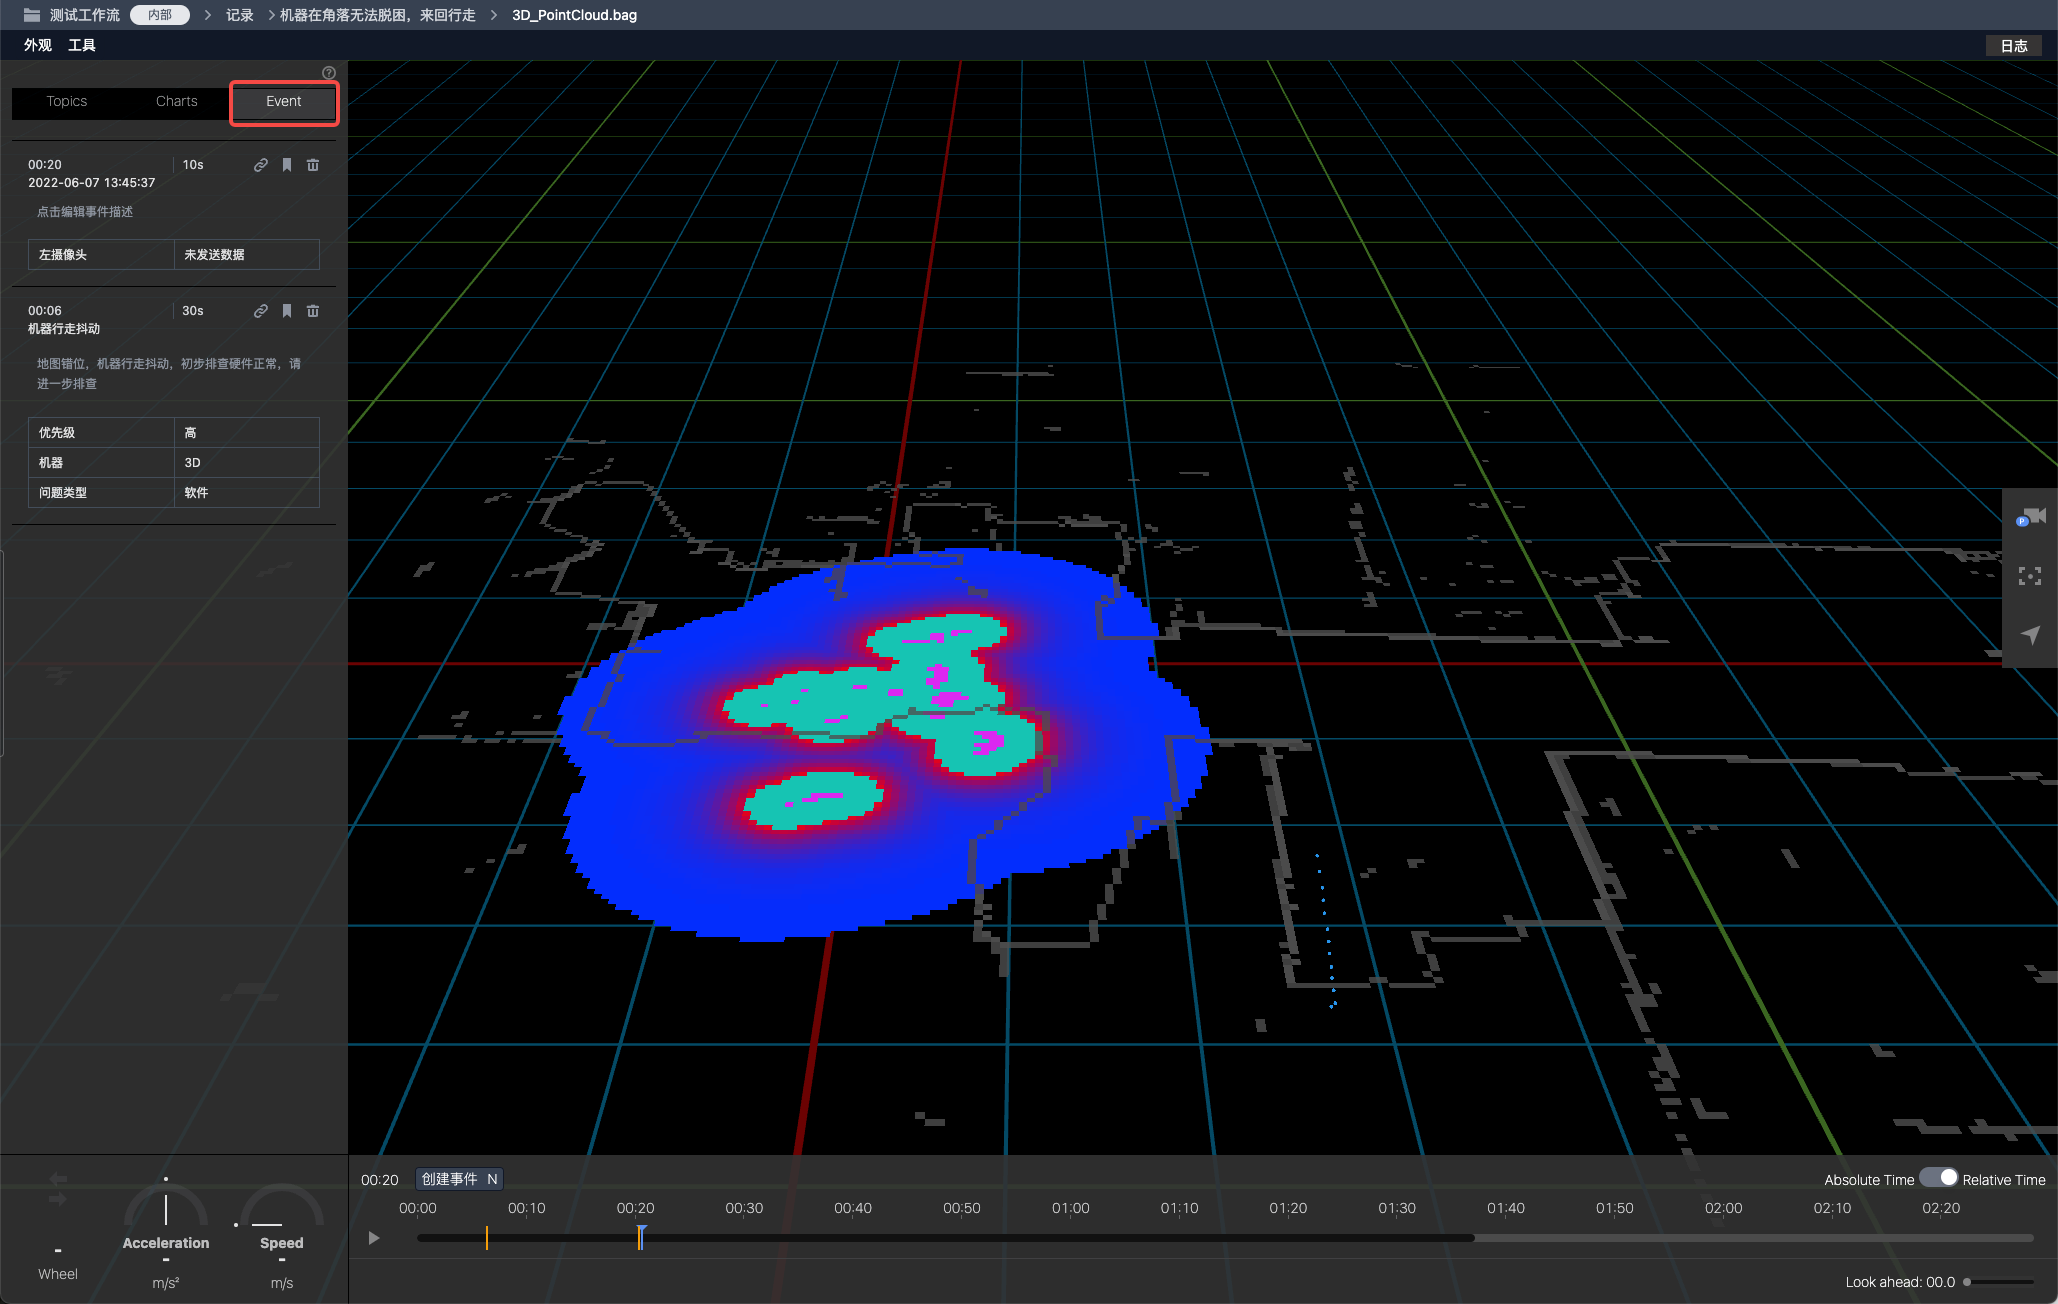 测试工作流 内部 > 记录 > 机器在角落无法脱困，来回行走 > 3D_PointCloud.bag
外观 工具 日志
?
Topics Charts Event
00:20 10s
2022-06-07 13:45:37
点击编辑事件描述
左摄像头 未发送数据
00:06 30s
机器行走抖动
地图错位，机器行走抖动，初步排查硬件正常，请
进一步排查
优先级 高
机器 3D
问题类型 软件
P
00:20 创建事件 N Absolute Time Relative Time
00:00 00:10 00:20 00:30 00:40 00:50 01:00 01:10 01:20 01:30 01:40 01:50 02:00 02:10 02:20
Acceleration Speed
- - -
Wheel m/s² m/s
Look ahead: 00.0